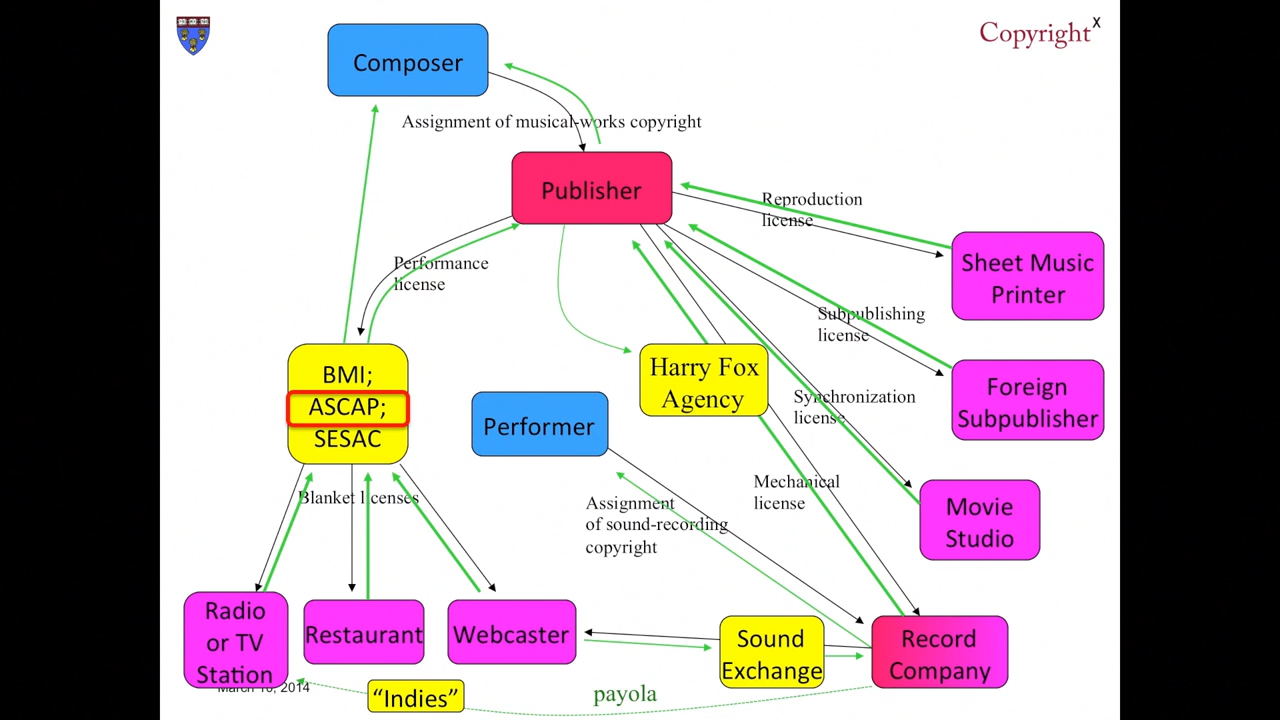 Copyright
X
Composer
Assignment of musical-works copyright
Publisher
Reproduction
license
Sheet Music
Printer
Performance
license
Subpublishing
license
Foreign
Subpublisher
BMI;
ASCAP;
SESAC
Harry Fox
Agency
Performer
Synchronization
license
Mechanical
license
Movie
Studio
Blanket licenses
Assignment
of sound-recording
copyright
Radio
or TV
Station
Restaurant
Webcaster
Sound
Exchange
Record
Company
March 10, 2014
“Indies”
payola